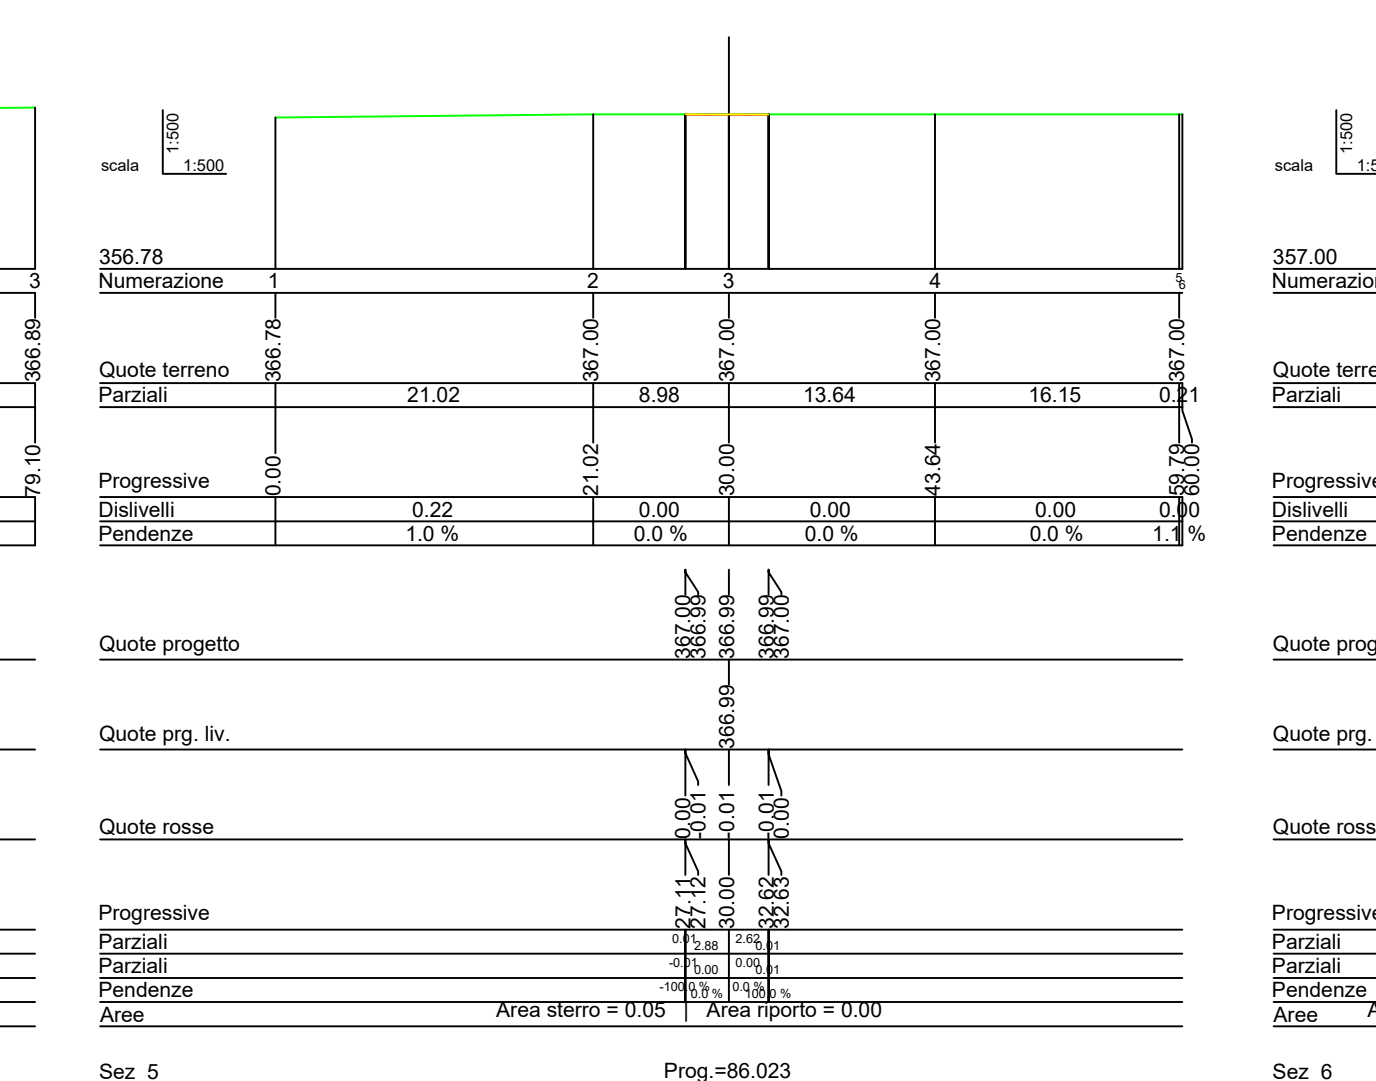 1:500
scala 1:500
1:500
scala
356.78
357.00
3
Numerazione 1 2 3 4 5 6
366.89
Quote terreno 366.78 367.00 367.00 367.00 367.00
Parziali 21.02 8.98 13.64 16.15 0.21
Parziali
79.10
Progressive 0.00 21.02 30.00 43.64 59.79 60.00
Dislivelli 0.22 0.00 0.00 0.00 0.00
Dislivelli
Pendenze 1.0 % 0.0 % 0.0 % 0.0 % 1.1 %
Pendenze
Quote progetto 367.00 366.99 366.99 366.99 367.00
Quote prg. liv. 366.99
Quote prg.
Quote rosse 0.00 -0.01 -0.01 -0.01 0.00
Progressive 27.11 27.12 30.00 32.62 32.63
Parziali 0.01 2.88 2.62 0.01
Parziali
Parziali -0.01 0.00 0.00 0.01
Parziali
Pendenze -100.0 % 0.0 % 0.0 % 100.0 %
Pendenze
Aree Area sterro = 0.05 Area riporto = 0.00
Aree
Sez 5 Prog.=86.023
Sez 6